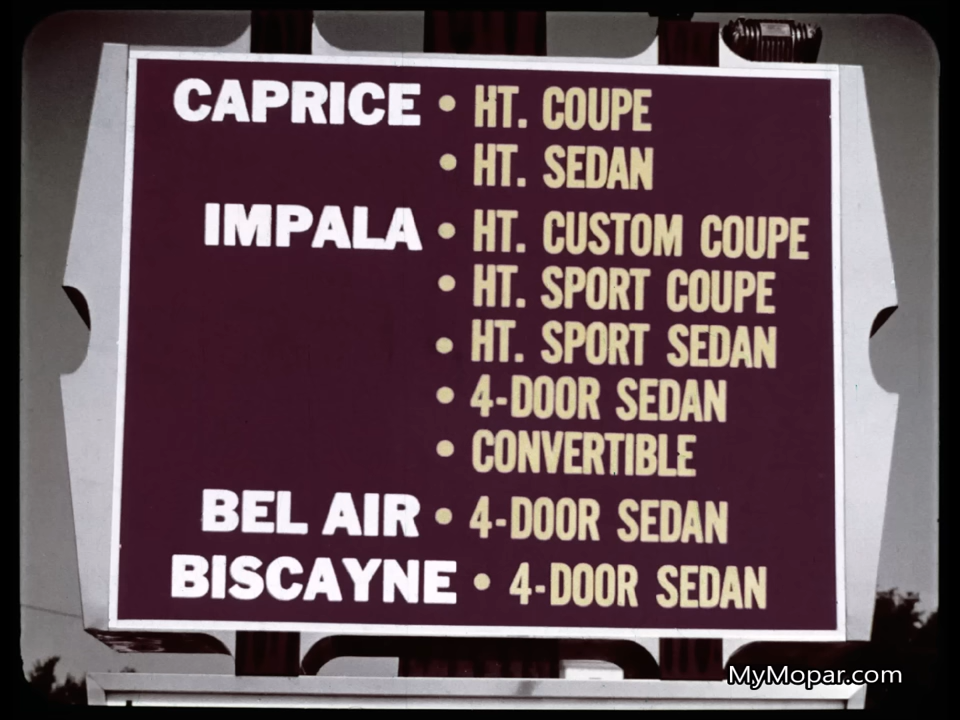 CAPRICE • HT. COUPE
• HT. SEDAN
IMPALA • HT. CUSTOM COUPE
• HT. SPORT COUPE
• HT. SPORT SEDAN
• 4-DOOR SEDAN
• CONVERTIBLE
BEL AIR • 4-DOOR SEDAN
BISCAYNE • 4-DOOR SEDAN
MyMopar.com